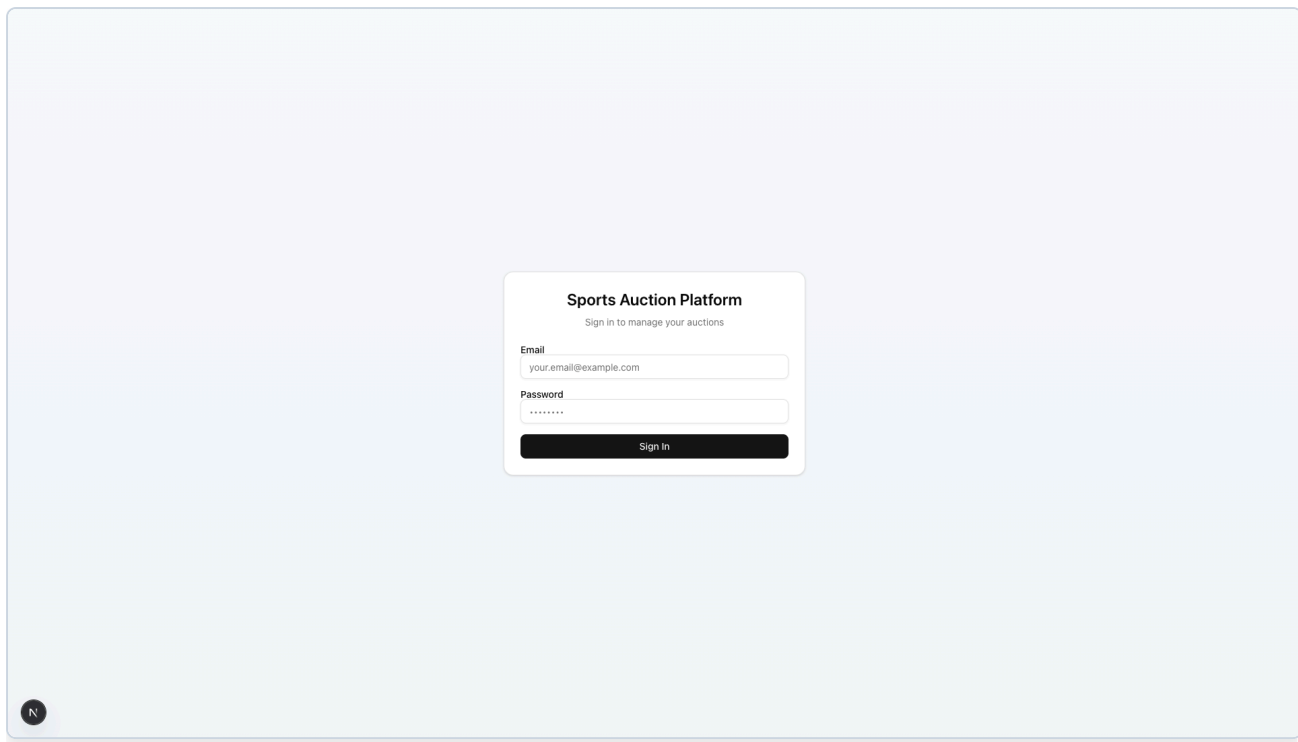 Sports Auction Platform
Sign in to manage your auctions
Email
your.email@example.com
Password
••••••••
Sign In
N